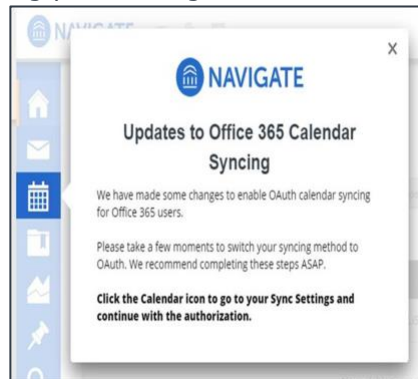 NAVIGATE
X
NAVIGATE
Updates to Office 365 Calendar
Syncing
We have made some changes to enable OAuth calendar syncing
for Office 365 users.
Please take a few moments to switch your syncing method to
OAuth. We recommend completing these steps ASAP.
Click the Calendar icon to go to your Sync Settings and
continue with the authorization.